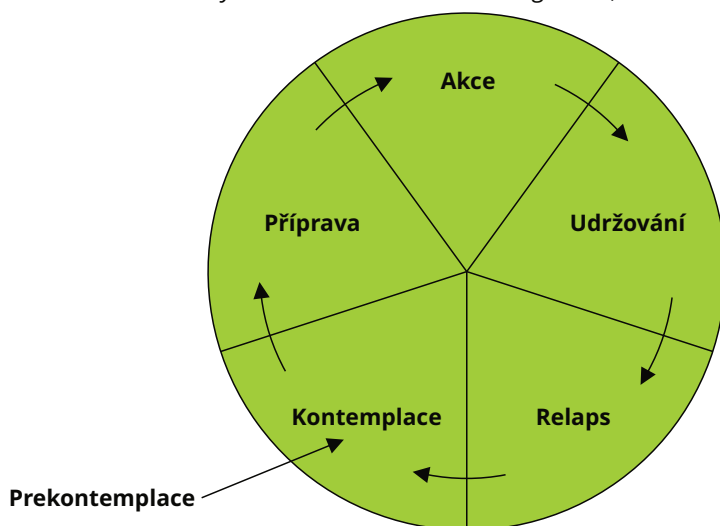 Akce
Příprava
Udržování
Kontemplace
Relaps
Prekontemplace